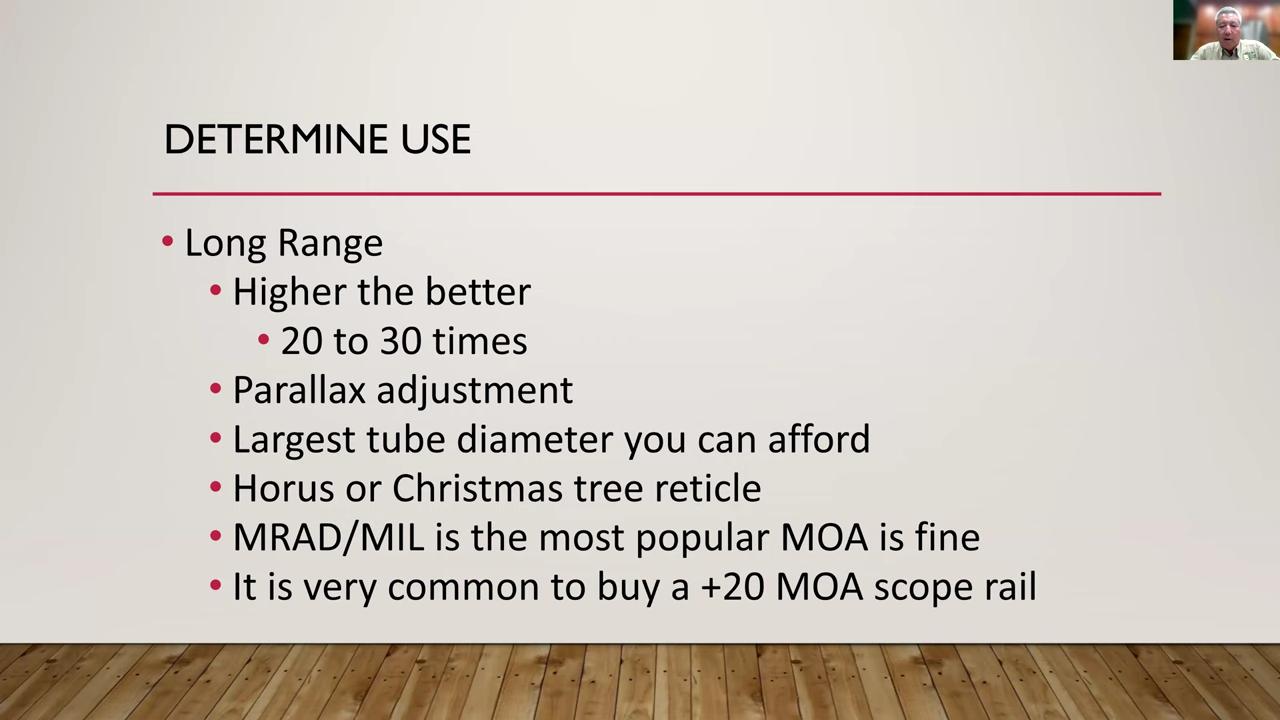 DETERMINE USE
• Long Range
• Higher the better
• 20 to 30 times
• Parallax adjustment
• Largest tube diameter you can afford
• Horus or Christmas tree reticle
• MRAD/MIL is the most popular MOA is fine
• It is very common to buy a +20 MOA scope rail